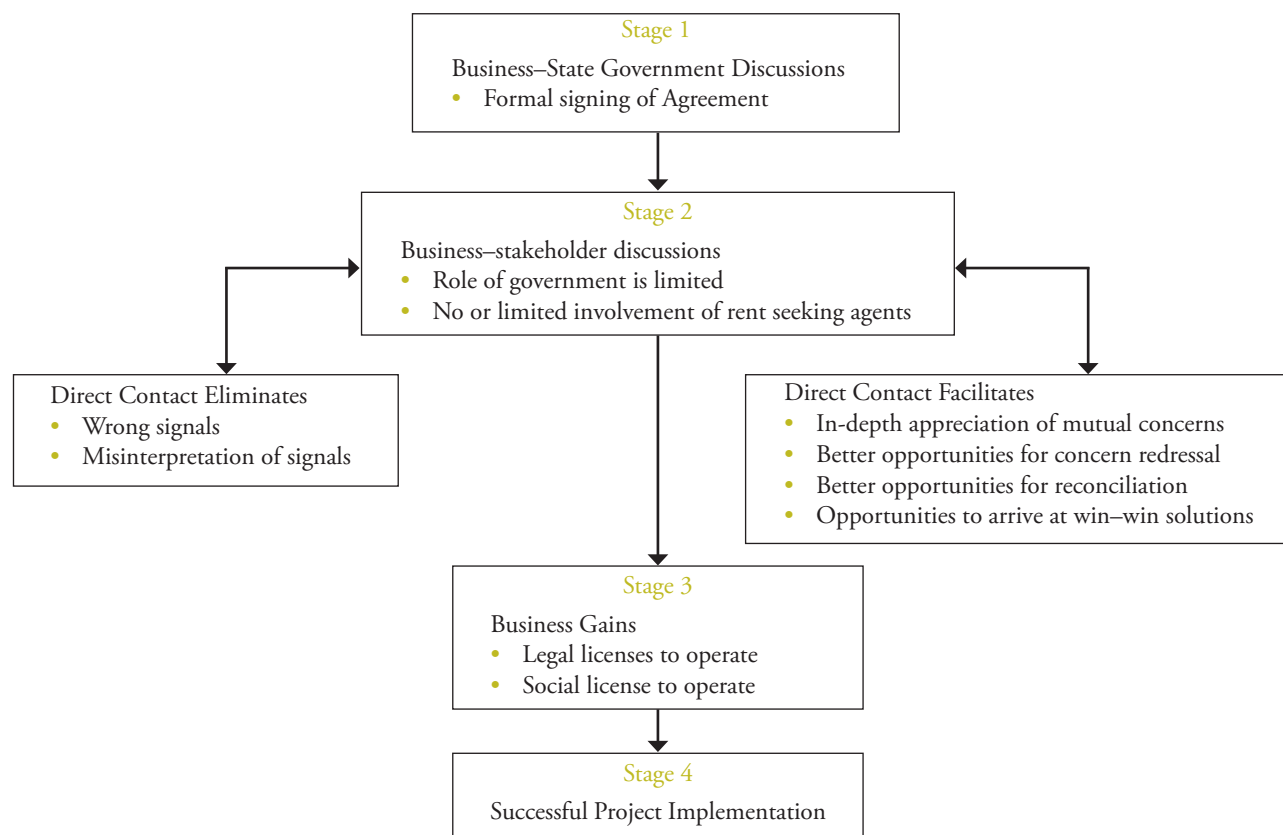 Stage 1
Business–State Government Discussions
• Formal signing of Agreement
Stage 2
Business–stakeholder discussions
• Role of government is limited
• No or limited involvement of rent seeking agents
Direct Contact Eliminates
• Wrong signals
• Misinterpretation of signals
Direct Contact Facilitates
• In-depth appreciation of mutual concerns
• Better opportunities for concern redressal
• Better opportunities for reconciliation
• Opportunities to arrive at win–win solutions
Stage 3
Business Gains
• Legal licenses to operate
• Social license to operate
Stage 4
Successful Project Implementation